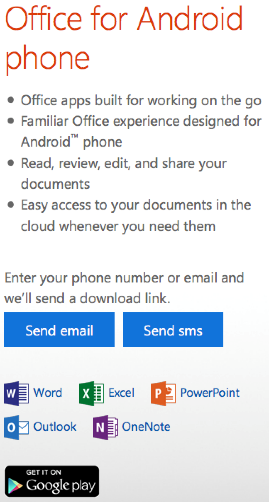 Office for Android
phone
• Office apps built for working on the go
• Familiar Office experience designed for
Android™ phone
• Read, review, edit, and share your
documents
• Easy access to your documents in the
cloud whenever you need them
Enter your phone number or email and
we'll send a download link.
Send email Send sms
Word Excel PowerPoint
Outlook OneNote
GET IT ON
Google play